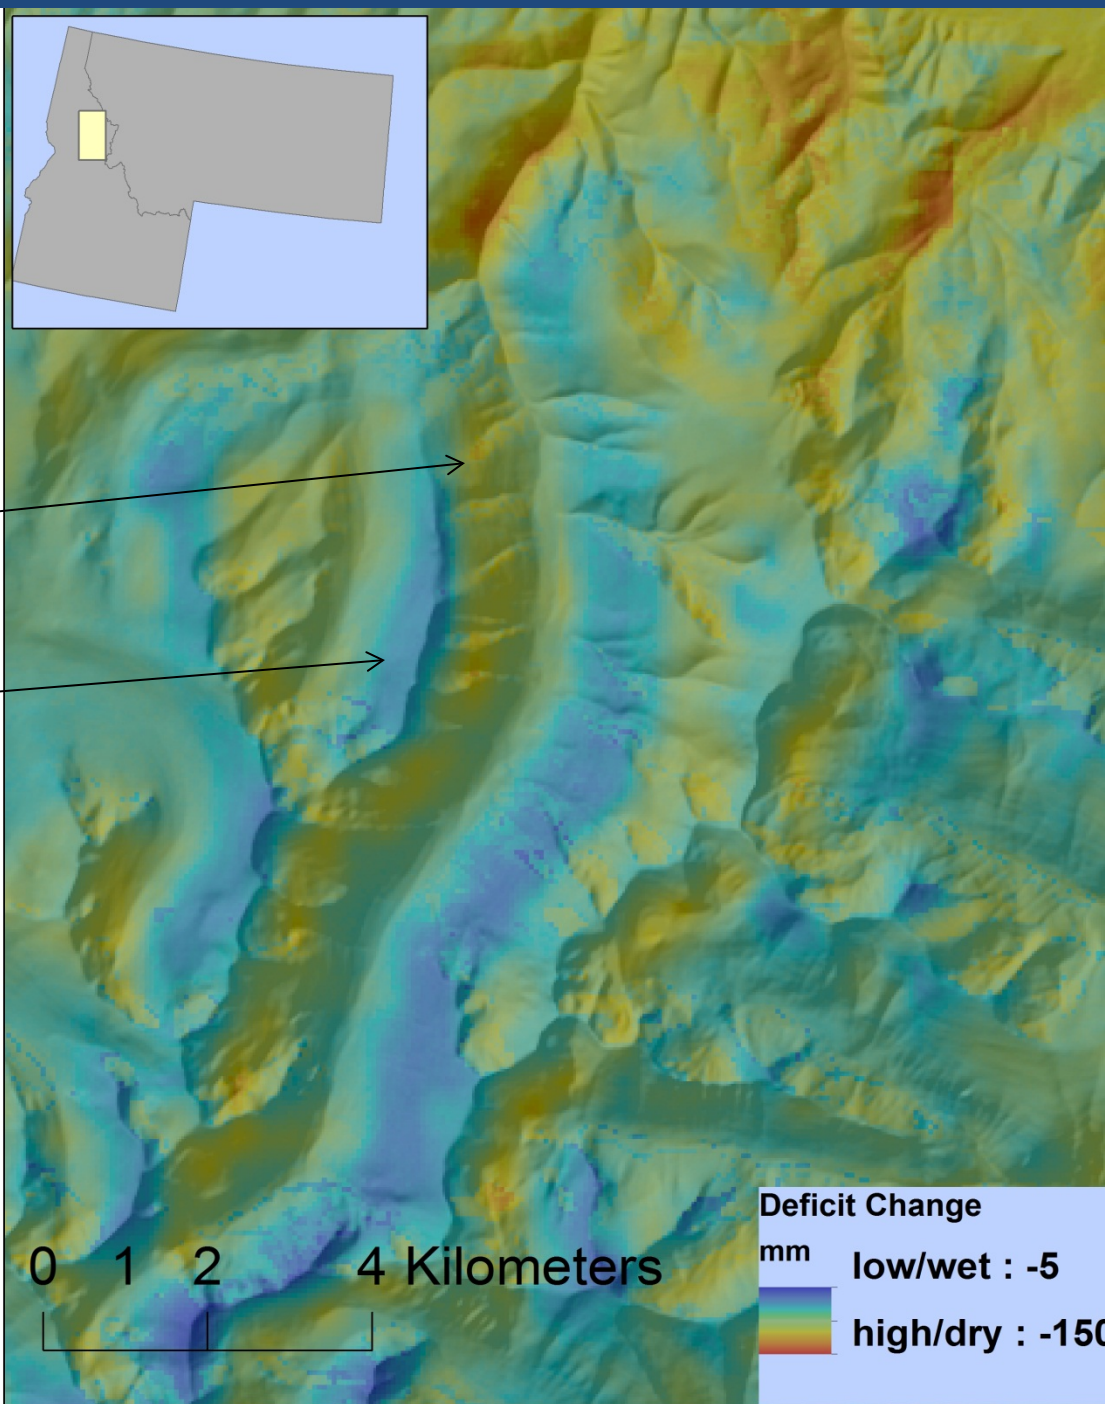 0 1 2 4 Kilometers
Deficit Change
mm
low/wet : -5
high/dry : -150